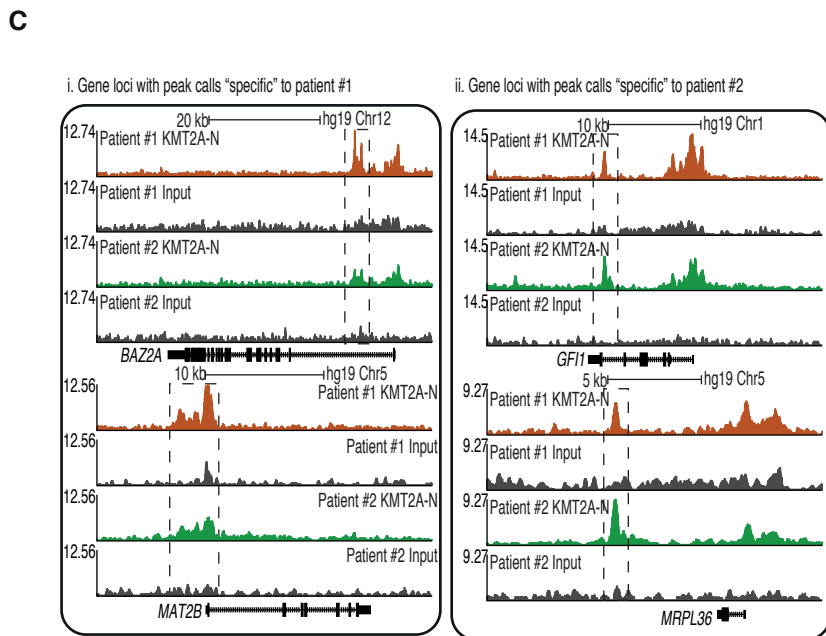 C
i. Gene loci with peak calls "specific" to patient #1
20 kb hg19 Chr12
12.74 Patient #1 KMT2A-N
12.74 Patient #1 Input
12.74 Patient #2 KMT2A-N
12.74 Patient #2 Input
BAZ2A
10 kb hg19 Chr5
12.56 Patient #1 KMT2A-N
12.56 Patient #1 Input
12.56 Patient #2 KMT2A-N
12.56 Patient #2 Input
MAT2B
ii. Gene loci with peak calls "specific" to patient #2
10 kb hg19 Chr1
14.5 Patient #1 KMT2A-N
14.5 Patient #1 Input
14.5 Patient #2 KMT2A-N
14.5 Patient #2 Input
GFI1
5 kb hg19 Chr5
9.27 Patient #1 KMT2A-N
9.27 Patient #1 Input
9.27 Patient #2 KMT2A-N
9.27 Patient #2 Input
MRPL36